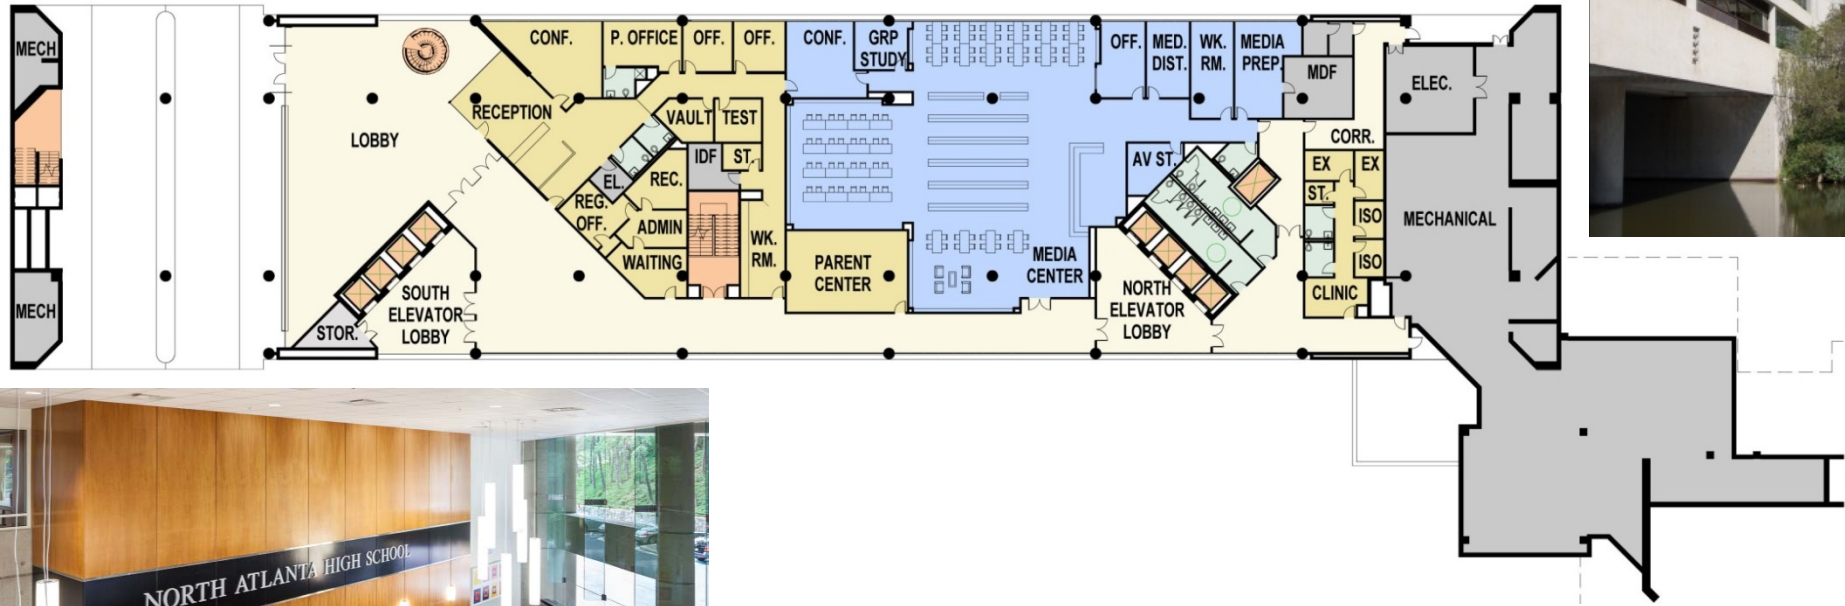 MECH
CONF.
P. OFFICE
OFF.
OFF.
CONF.
GRP
STUDY
OFF.
MED.
DIST.
WK.
RM.
MEDIA
PREP.
MDF
ELEC.
RECEPTION
LOBBY
VAULT
TEST
CORR.
IDF
ST.
AV ST.
EX
EX
EL.
REC.
ST.
REG.
OFF.
ADMIN
ISO
MECHANICAL
WK.
RM.
WAITING
PARENT
CENTER
MEDIA
CENTER
ISO
MECH
SOUTH
ELEVATOR
LOBBY
STOR.
NORTH
ELEVATOR
LOBBY
CLINIC
NORTH ATLANTA HIGH SCHOOL